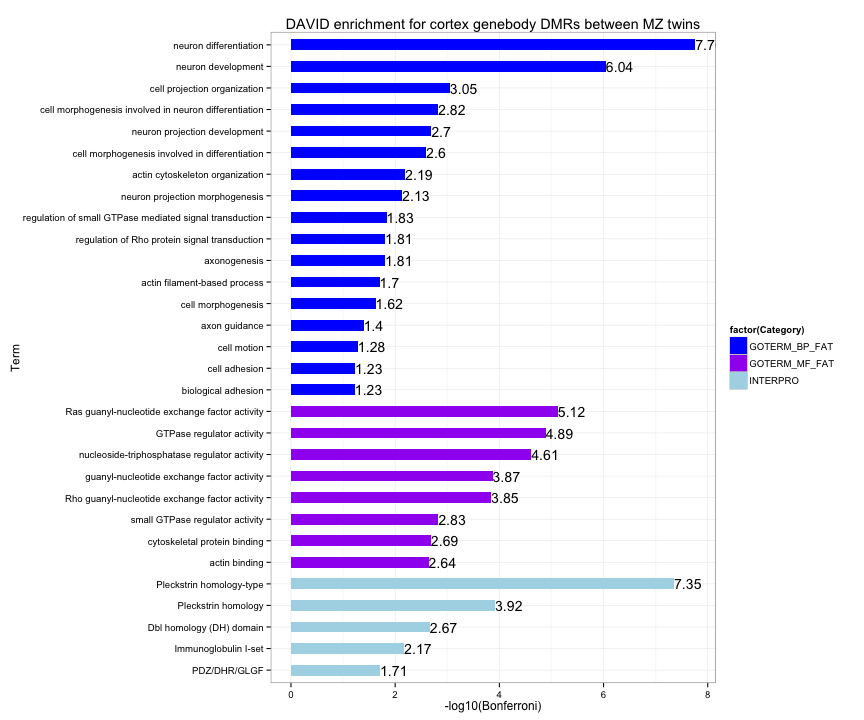 DAVID enrichment for cortex genebody DMRs between MZ twins
neuron differentiation 7.7
neuron development 6.04
cell projection organization 3.05
cell morphogenesis involved in neuron differentiation 2.82
neuron projection development 2.7
cell morphogenesis involved in differentiation 2.6
actin cytoskeleton organization 2.19
neuron projection morphogenesis 2.13
regulation of small GTPase mediated signal transduction 1.83
regulation of Rho protein signal transduction 1.81
axonogenesis 1.81
actin filament-based process 1.7
cell morphogenesis 1.62
axon guidance 1.4
cell motion 1.28
cell adhesion 1.23
biological adhesion 1.23
Ras guanyl-nucleotide exchange factor activity 5.12
GTPase regulator activity 4.89
nucleoside-triphosphatase regulator activity 4.61
guanyl-nucleotide exchange factor activity 3.87
Rho guanyl-nucleotide exchange factor activity 3.85
small GTPase regulator activity 2.83
cytoskeletal protein binding 2.69
actin binding 2.64
Pleckstrin homology-type 7.35
Pleckstrin homology 3.92
Dbl homology (DH) domain 2.67
Immunoglobulin I-set 2.17
PDZ/DHR/GLGF 1.71
0 2 4 6 8
-log10(Bonferroni)
Term
factor(Category)
GOTERM_BP_FAT
GOTERM_MF_FAT
INTERPRO